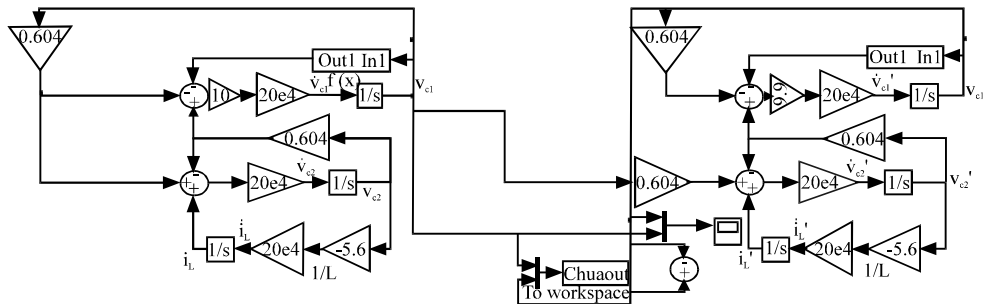 0.604
Out1 In1
f (x)
- -
+
10
20e4
v̇c1
1/s
vc1
0.604
+ -
+
20e4
v̇c2
1/s
vc2
iL
1/s
i̇L
20e4
1/L
-5.6
Chuaout
To workspace
-
+
0.604
Out1 In1
- -
+
9.9
20e4
v̇c1'
1/s
vc1
0.604
0.604
+ -
+
20e4
v̇c2'
1/s
vc2'
iL'
1/s
i̇L'
20e4
1/L
-5.6